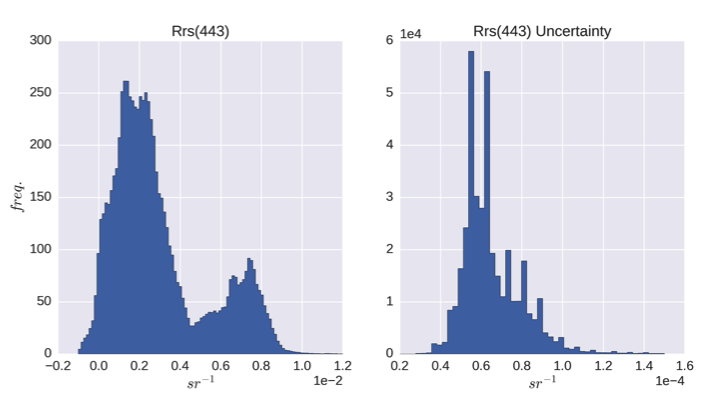 Rrs(443)
300
250
200
150
100
50
0
freq.
−0.2 0.0 0.2 0.4 0.6 0.8 1.0 1.2
1e−2
sr⁻¹
Rrs(443) Uncertainty
1e4
6
5
4
3
2
1
0
0.2 0.4 0.6 0.8 1.0 1.2 1.4 1.6
1e−4
sr⁻¹